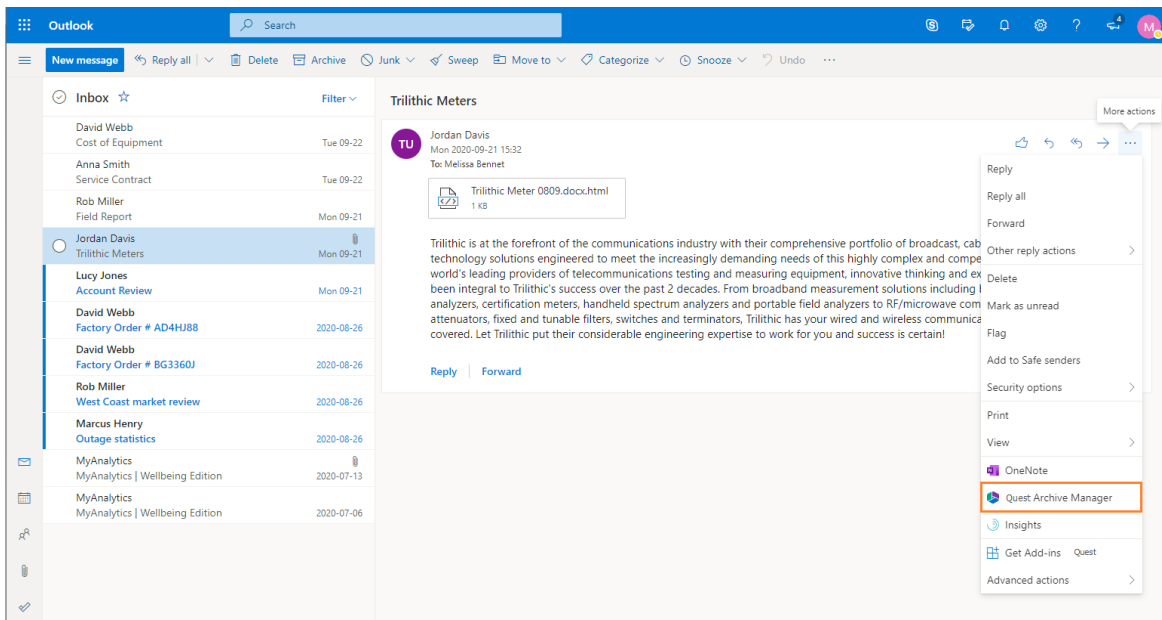 Outlook
Search
4
M
New message
Reply all
Delete
Archive
Junk
Sweep
Move to
Categorize
Snooze
Undo
Inbox
Filter
David Webb
Cost of Equipment
Tue 09-22
Anna Smith
Service Contract
Tue 09-22
Rob Miller
Field Report
Mon 09-21
Jordan Davis
Trilithic Meters
Mon 09-21
Lucy Jones
Account Review
Mon 09-21
David Webb
Factory Order # AD4HJ88
2020-08-26
David Webb
Factory Order # BG3360J
2020-08-26
Rob Miller
West Coast market review
2020-08-26
Marcus Henry
Outage statistics
2020-08-26
MyAnalytics
MyAnalytics | Wellbeing Edition
2020-07-13
MyAnalytics
MyAnalytics | Wellbeing Edition
2020-07-06
Trilithic Meters
More actions
TU
Jordan Davis
Mon 2020-09-21 15:32
To: Melissa Bennet
Trilithic Meter 0809.docx.html
1 KB
Trilithic is at the forefront of the communications industry with their comprehensive portfolio of broadcast, cab
technology solutions engineered to meet the increasingly demanding needs of this highly complex and compe
world's leading providers of telecommunications testing and measuring equipment, innovative thinking and ex
been integral to Trilithic's success over the past 2 decades. From broadband measurement solutions including
analyzers, certification meters, handheld spectrum analyzers and portable field analyzers to RF/microwave com
attenuators, fixed and tunable filters, switches and terminators, Trilithic has your wired and wireless communica
covered. Let Trilithic put their considerable engineering expertise to work for you and success is certain!
Reply
Forward
Reply
Reply all
Forward
Other reply actions
Delete
Mark as unread
Flag
Add to Safe senders
Security options
Print
View
OneNote
Quest Archive Manager
Insights
Get Add-ins Quest
Advanced actions